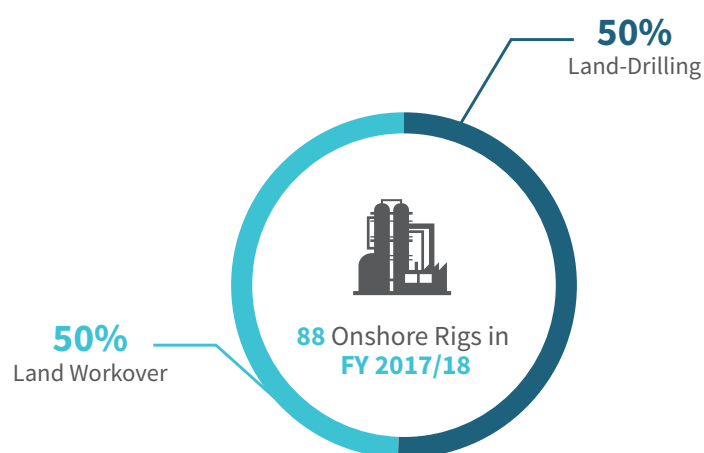 50%
Land-Drilling
88 Onshore Rigs in
FY 2017/18
50%
Land Workover